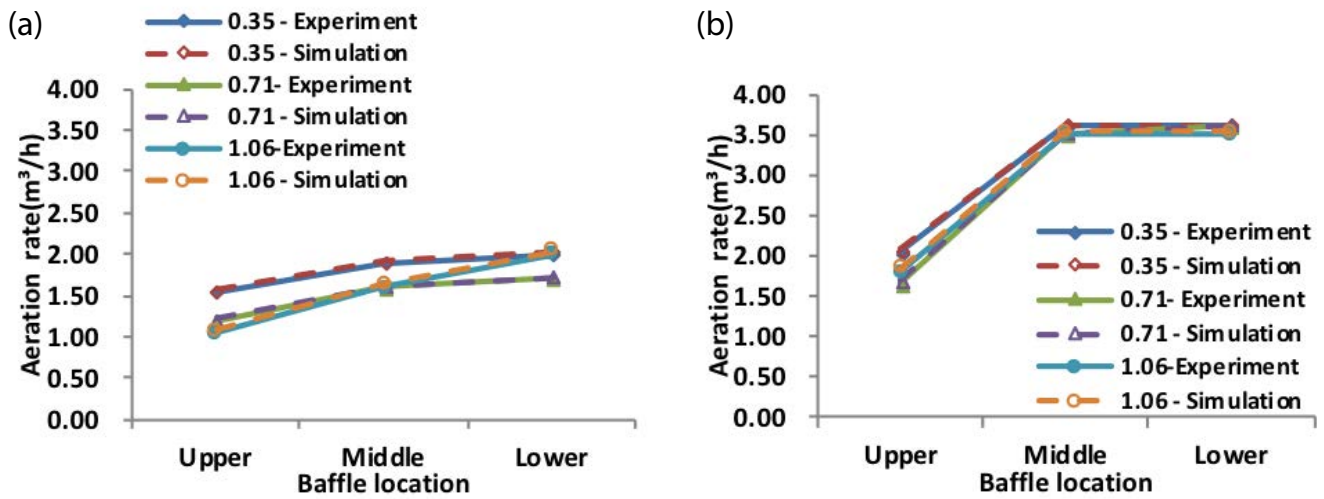 (a)
0.35 - Experiment
0.35 - Simulation
0.71- Experiment
0.71 - Simulation
1.06-Experiment
1.06 - Simulation
Aeration rate(m³/h)
4.00
3.50
3.00
2.50
2.00
1.50
1.00
0.50
0.00
Upper Middle Lower
Baffle location
(b)
Aeration rate(m³/h)
4.00
3.50
3.00
2.50
2.00
1.50
1.00
0.50
0.00
0.35 - Experiment
0.35 - Simulation
0.71- Experiment
0.71 - Simulation
1.06-Experiment
1.06 - Simulation
Upper Middle Lower
Baffle location